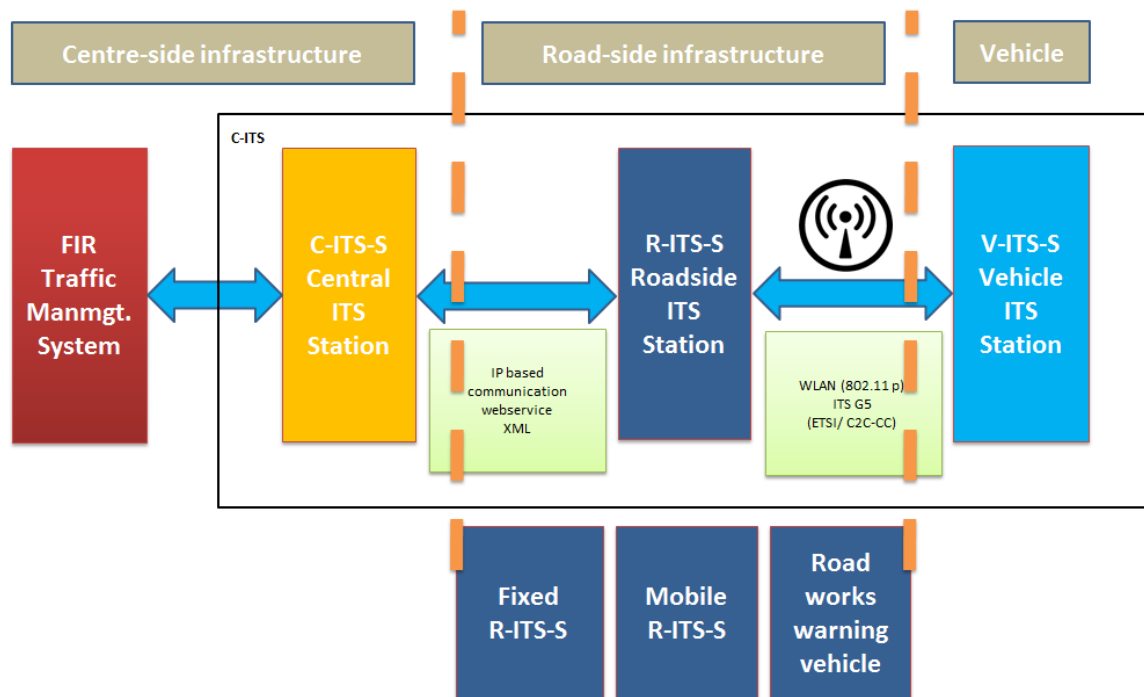 Centre-side infrastructure
Road-side infrastructure
Vehicle
C-ITS
FIR
Traffic
Manmgt.
System
C-ITS-S
Central
ITS
Station
R-ITS-S
Roadside
ITS
Station
V-ITS-S
Vehicle
ITS
Station
IP based
communication
webservice
XML
WLAN (802.11 p)
ITS G5
(ETSI/ C2C-CC)
Fixed
R-ITS-S
Mobile
R-ITS-S
Road
works
warning
vehicle